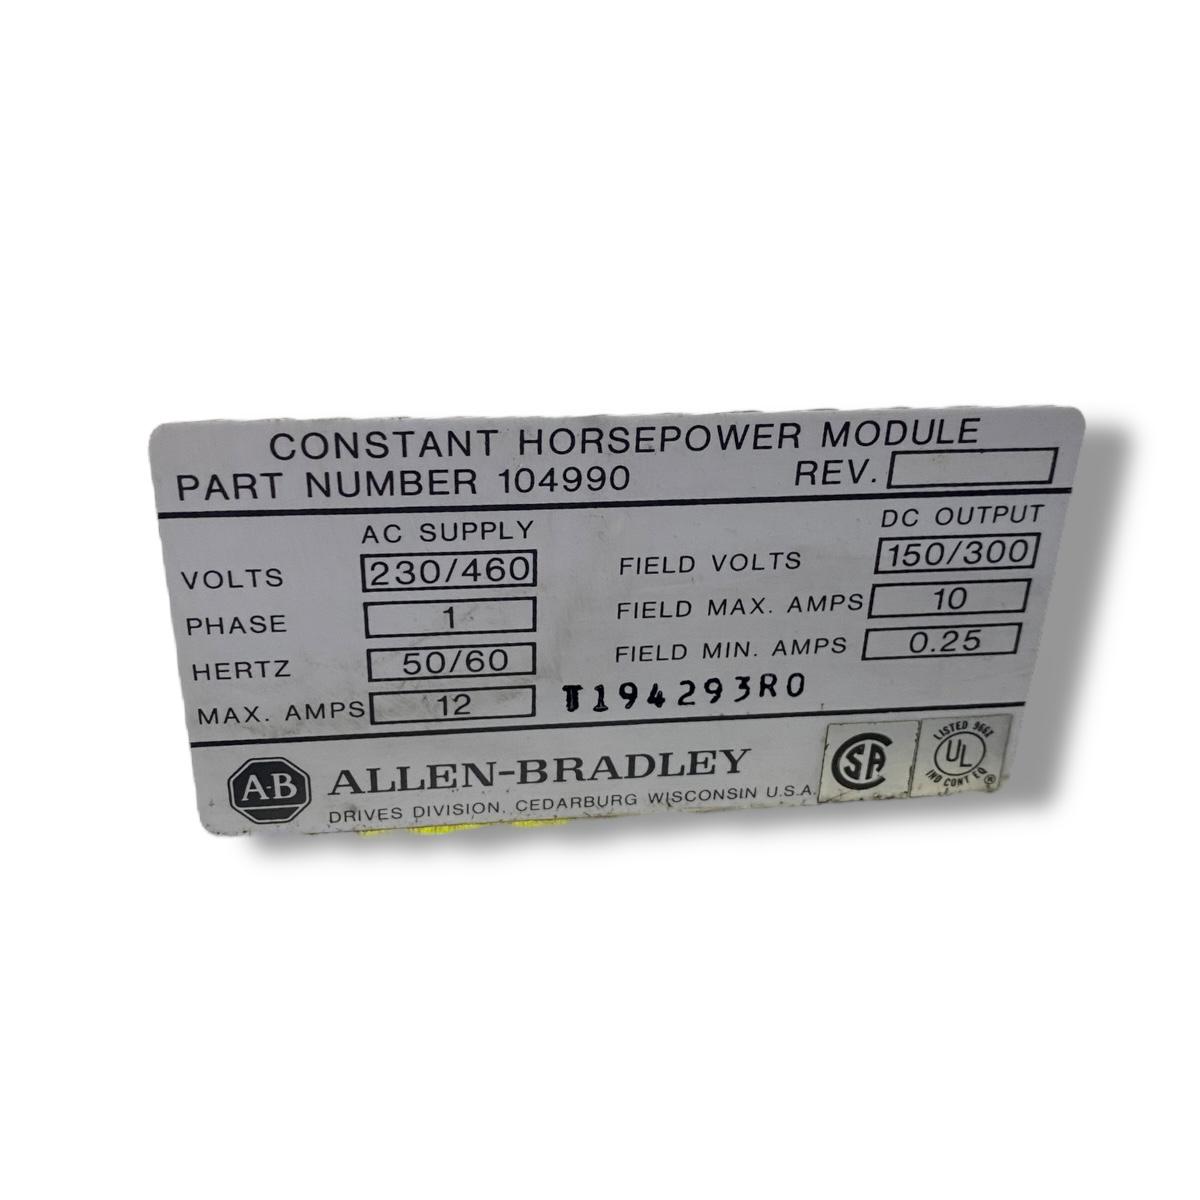 CONSTANT HORSEPOWER MODULE
PART NUMBER 104990 REV.
AC SUPPLY DC OUTPUT
VOLTS 230/460 FIELD VOLTS 150/300
PHASE 1 FIELD MAX. AMPS 10
HERTZ 50/60 FIELD MIN. AMPS 0.25
MAX. AMPS 12 T194293R0
A-B ALLEN-BRADLEY
DRIVES DIVISION, CEDARBURG WISCONSIN U.S.A.
SA
LISTED 966Z
UL
IND CONT EQ ®